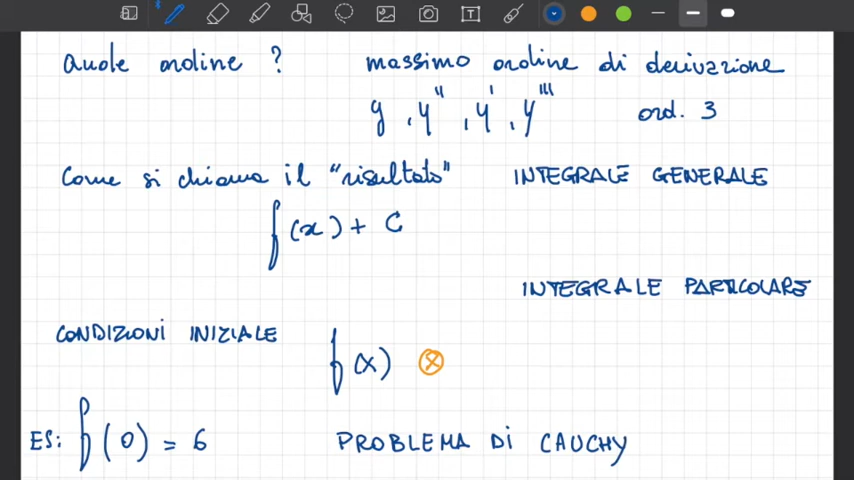 Quale ordine ? massimo ordine di derivazione
y , y'' , y' , y''' ord. 3
Come si chiama il "risultato" INTEGRALE GENERALE
f(x) + C
INTEGRALE PARTICOLARE
CONDIZIONI INIZIALE
f(x) ⊗
ES: f(0) = 6 PROBLEMA DI CAUCHY